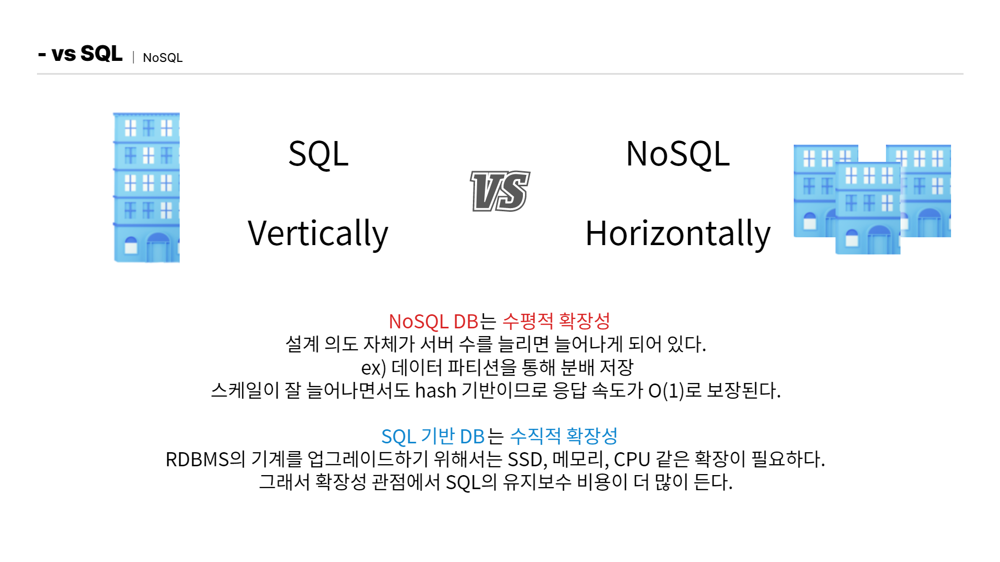 - vs SQL | NoSQL
SQL
NoSQL
VS
Vertically
Horizontally
NoSQL DB는 수평적 확장성
설계 의도 자체가 서버 수를 늘리면 늘어나게 되어 있다.
ex) 데이터 파티션을 통해 분배 저장
스케일이 잘 늘어나면서도 hash 기반이므로 응답 속도가 O(1)로 보장된다.
SQL 기반 DB는 수직적 확장성
RDBMS의 기계를 업그레이드하기 위해서는 SSD, 메모리, CPU 같은 확장이 필요하다.
그래서 확장성 관점에서 SQL의 유지보수 비용이 더 많이 든다.